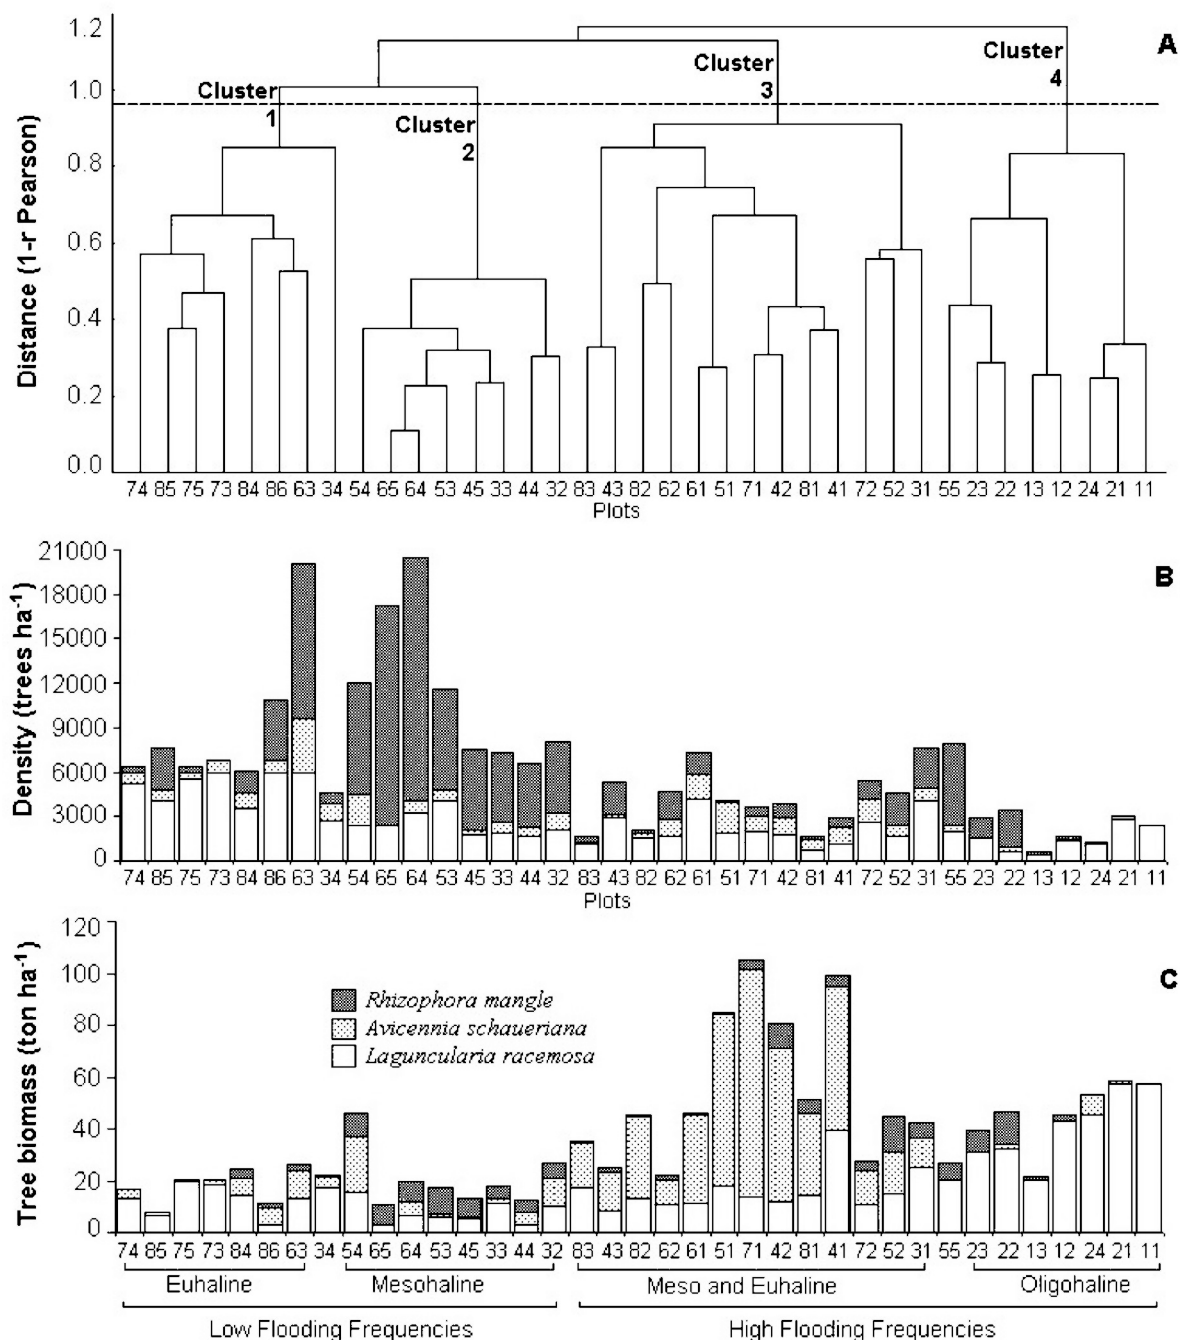 A
Distance (1-r Pearson)
1.2
1.0
0.8
0.6
0.4
0.2
0.0
Cluster
1
Cluster
2
Cluster
3
Cluster
4
74 85 75 73 84 86 63 34 54 65 64 53 45 33 44 32 83 43 82 62 61 51 71 42 81 41 72 52 31 55 23 22 13 12 24 21 11
Plots
B
Density (trees ha-1)
21000
18000
15000
12000
9000
6000
3000
0
74 85 75 73 84 86 63 34 54 65 64 53 45 33 44 32 83 43 82 62 61 51 71 42 81 41 72 52 31 55 23 22 13 12 24 21 11
Plots
C
Tree biomass (ton ha-1)
120
100
80
60
40
20
0
Rhizophora mangle
Avicennia schaueriana
Laguncularia racemosa
74 85 75 73 84 86 63 34 54 65 64 53 45 33 44 32 83 43 82 62 61 51 71 42 81 41 72 52 31 55 23 22 13 12 24 21 11
Euhaline Mesohaline Meso and Euhaline Oligohaline
Low Flooding Frequencies High Flooding Frequencies